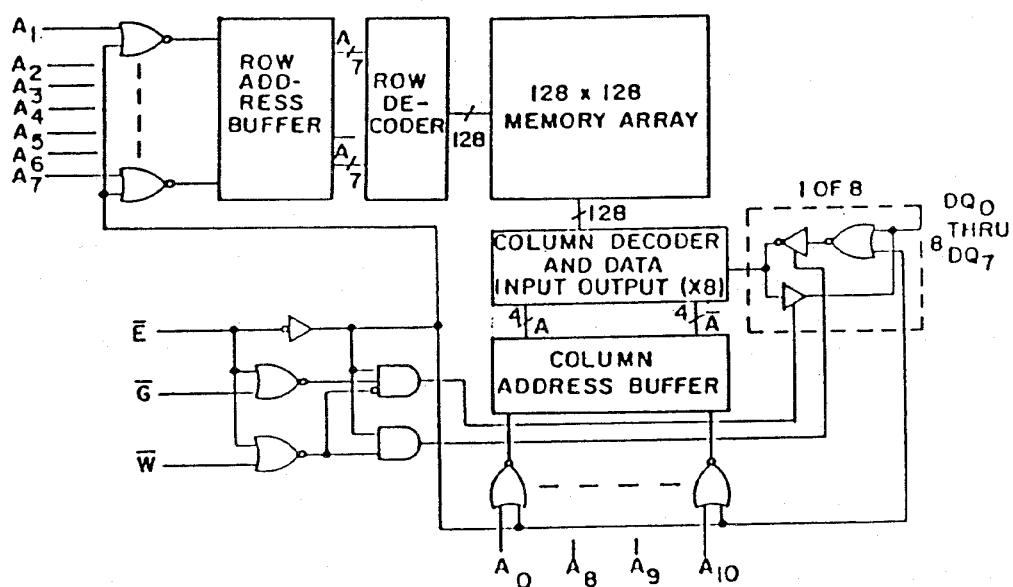 A1
A2
A3
A4
A5
A6
A7
ROW
ADD-
RESS
BUFFER
A
7
A̅
7
ROW
DE-
CODER
128
128 x 128
MEMORY ARRAY
128
1 OF 8
DQ0
THRU
8
DQ7
COLUMN DECODER
AND DATA
INPUT OUTPUT (X8)
4 A
4 A̅
COLUMN
ADDRESS BUFFER
E̅
G̅
W̅
A0
A8
A9
A10